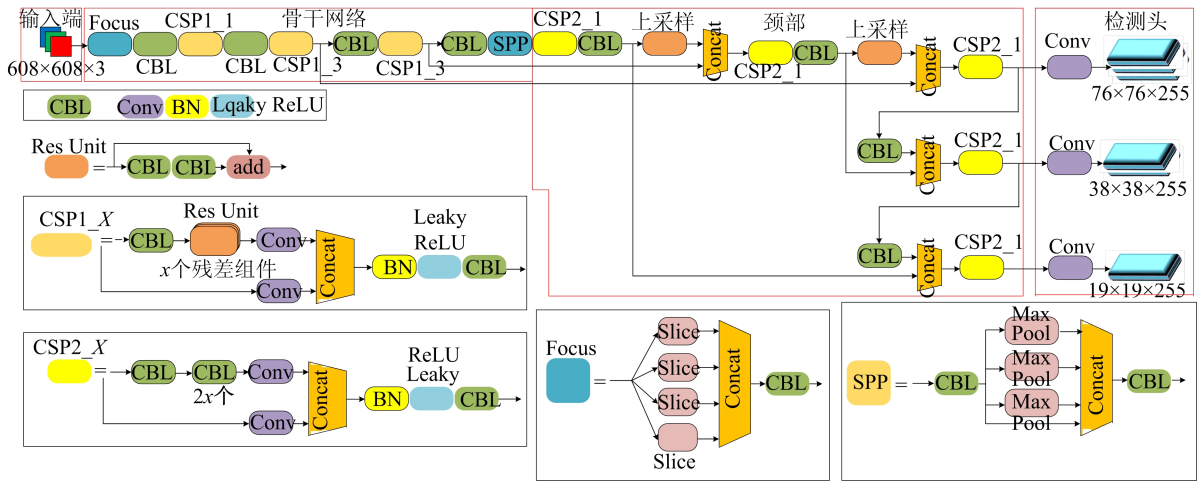 输入端
Focus
CSP1_1
骨干网络
CSP2_1
上采样
颈部
上采样
检测头
608×608×3
CBL
CBL
CSP1_3
CBL
CSP1_3
CBL
SPP
CBL
Concat
CSP2_1
CBL
Concat
CSP2_1
Conv
76×76×255
CBL
Conv
BN
Lqaky ReLU
CBL
Concat
CSP2_1
Conv
38×38×255
Res Unit
=
CBL
CBL
add
CBL
Concat
CSP2_1
Conv
19×19×255
CSP1_X
=
CBL
Res Unit
x个残差组件
Conv
Conv
Concat
BN
Leaky
ReLU
CBL
CSP2_X
=
CBL
CBL
2x个
Conv
Conv
Concat
BN
ReLU
Leaky
CBL
Focus
=
Slice
Slice
Slice
Slice
Concat
CBL
SPP
=
CBL
Max
Pool
Max
Pool
Max
Pool
Concat
CBL